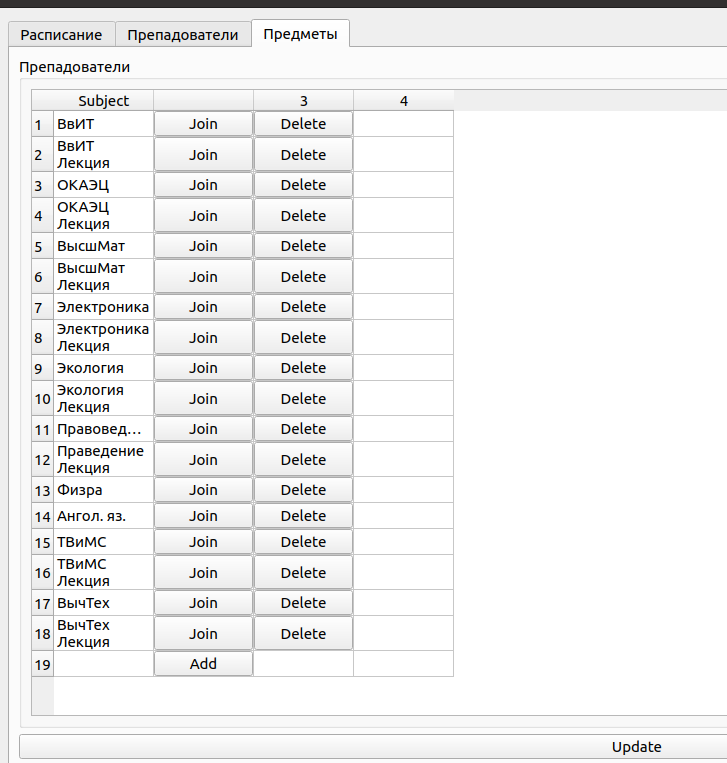 Расписание Препадователи Предметы
Препадователи
Subject 3 4
1 ВвИТ Join Delete
2 ВвИТ
Лекция Join Delete
3 ОКАЭЦ Join Delete
4 ОКАЭЦ
Лекция Join Delete
5 ВысшМат Join Delete
6 ВысшМат
Лекция Join Delete
7 Электроника Join Delete
8 Электроника
Лекция Join Delete
9 Экология Join Delete
10 Экология
Лекция Join Delete
11 Правовед... Join Delete
12 Праведение
Лекция Join Delete
13 Физра Join Delete
14 Ангол. яз. Join Delete
15 ТВиМС Join Delete
16 ТВиМС
Лекция Join Delete
17 ВычТех Join Delete
18 ВычТех
Лекция Join Delete
19 Add
Update